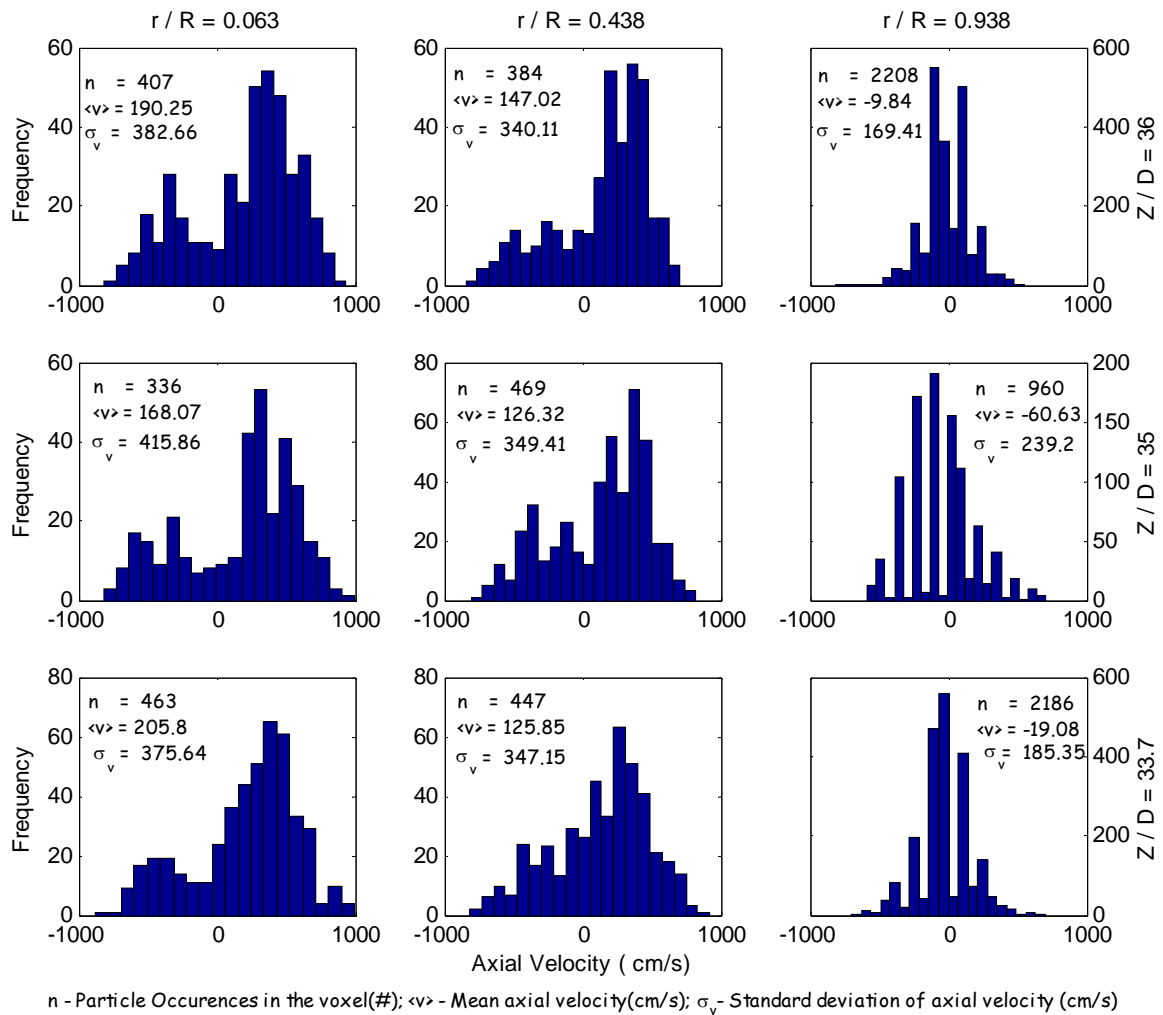 r / R = 0.063
r / R = 0.438
r / R = 0.938
60
40
20
0
Frequency
n = 407
<v> = 190.25
σv = 382.66
-1000 0 1000
60
40
20
0
n = 384
<v> = 147.02
σv = 340.11
-1000 0 1000
n = 2208
<v> = -9.84
σv = 169.41
-1000 0 1000
600
400
200
0
Z / D = 36
60
40
20
0
Frequency
n = 336
<v> = 168.07
σv = 415.86
-1000 0 1000
80
60
40
20
0
n = 469
<v> = 126.32
σv = 349.41
-1000 0 1000
n = 960
<v> = -60.63
σv = 239.2
-1000 0 1000
200
150
100
50
0
Z / D = 35
80
60
40
20
0
Frequency
n = 463
<v> = 205.8
σv = 375.64
-1000 0 1000
80
60
40
20
0
n = 447
<v> = 125.85
σv = 347.15
-1000 0 1000
n = 2186
<v> = -19.08
σv = 185.35
-1000 0 1000
600
400
200
0
Z / D = 33.7
Axial Velocity ( cm/s)
n - Particle Occurences in the voxel(#); <v> - Mean axial velocity(cm/s); σv- Standard deviation of axial velocity (cm/s)